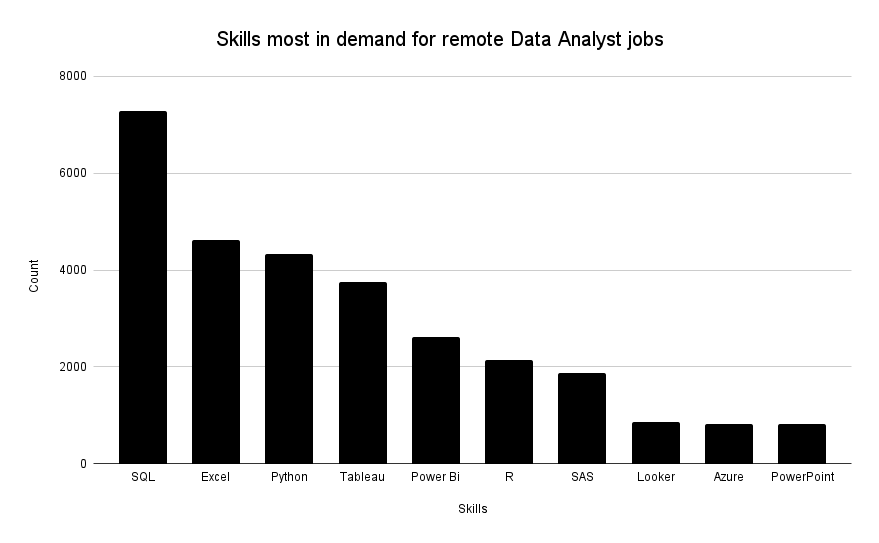 Skills most in demand for remote Data Analyst jobs
8000
6000
4000
2000
0
Count
SQL Excel Python Tableau Power Bi R SAS Looker Azure PowerPoint
Skills